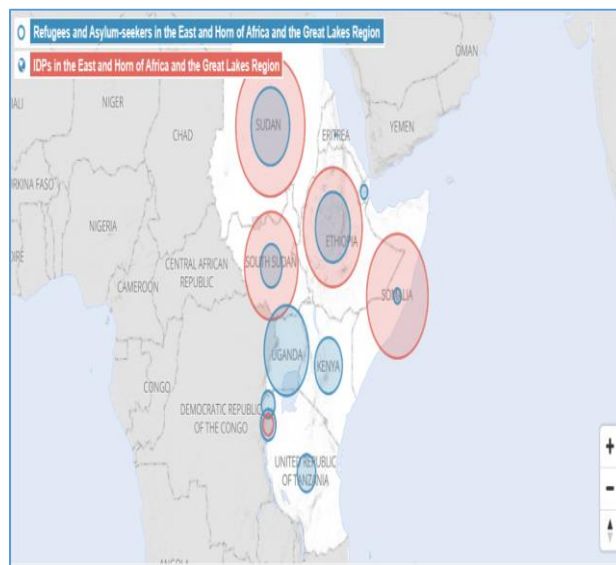 Refugees and Asylum-seekers in the East and Horn of Africa and the Great Lakes Region
IDPs in the East and Horn of Africa and the Great Lakes Region
OMAN
NIGER
SUDAN
ERITREA
YEMEN
CHAD
NIGERIA
ETHIOPIA
CENTRAL AFRICAN
REPUBLIC
SOUTH SUDAN
CAMEROON
SOMALIA
UGANDA
KENYA
CONGO
DEMOCRATIC REPUBLIC
OF THE CONGO
UNITED REPUBLIC
OF TANZANIA
+
−